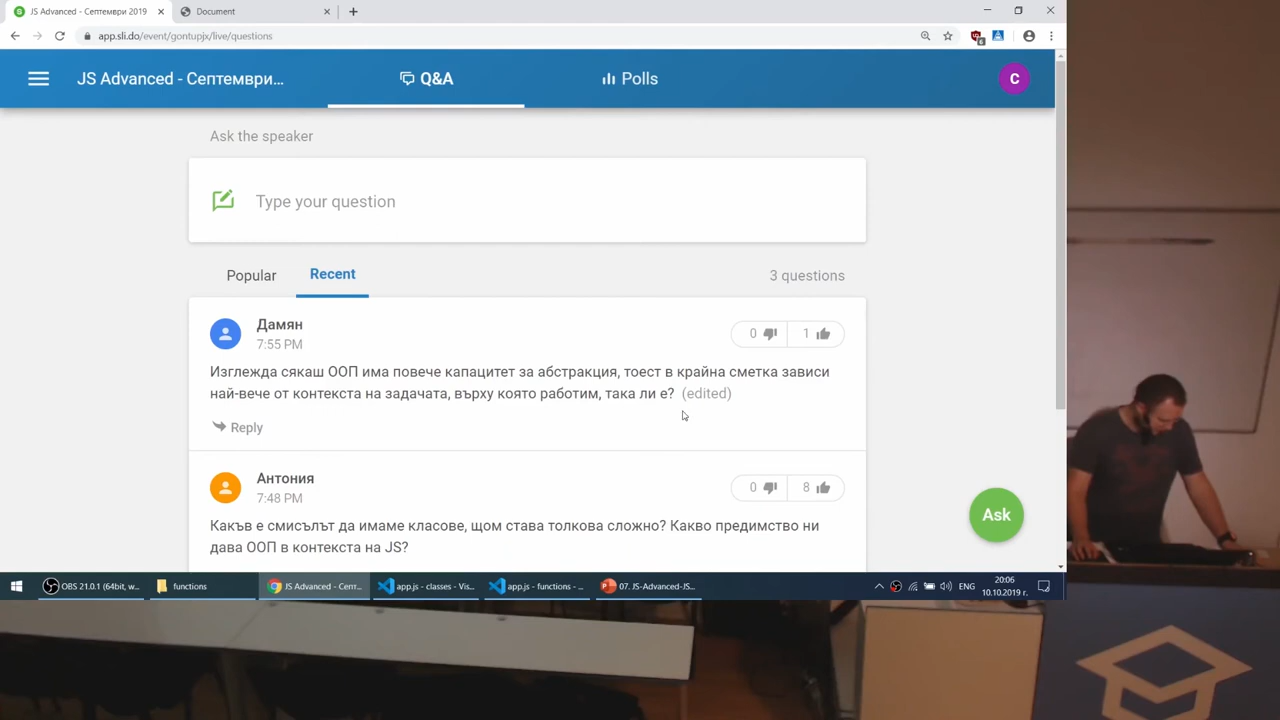 JS Advanced - Септември 2019
Document
app.sli.do/event/gontupjx/live/questions
JS Advanced - Септември...
Q&A
Polls
C
Ask the speaker
Type your question
Popular
Recent
3 questions
Дамян
7:55 PM
0
1
Изглежда сякаш ООП има повече капацитет за абстракция, тоест в крайна сметка зависи
най-вече от контекста на задачата, върху която работим, така ли е? (edited)
Reply
Антония
7:48 PM
0
8
Какъв е смисълът да имаме класове, щом става толкова сложно? Какво предимство ни
дава ООП в контекста на JS?
Ask
OBS 21.0.1 (64bit, w...
functions
JS Advanced - Септ...
app.js - classes - Vis...
app.js - functions - ...
07. JS-Advanced-JS...
ЕНГ
20:06
10.10.2019 г.